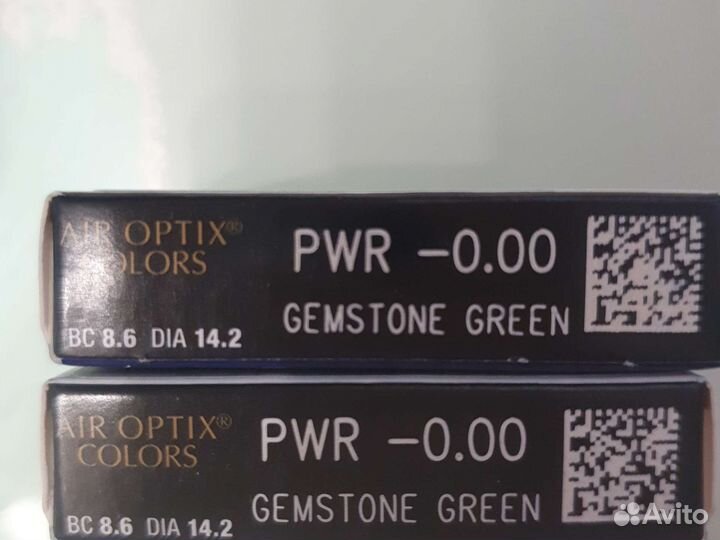 AIR OPTIX®
COLORS
PWR -0.00
GEMSTONE GREEN
BC 8.6 DIA 14.2
AIR OPTIX®
COLORS
PWR -0.00
GEMSTONE GREEN
BC 8.6 DIA 14.2
Avito